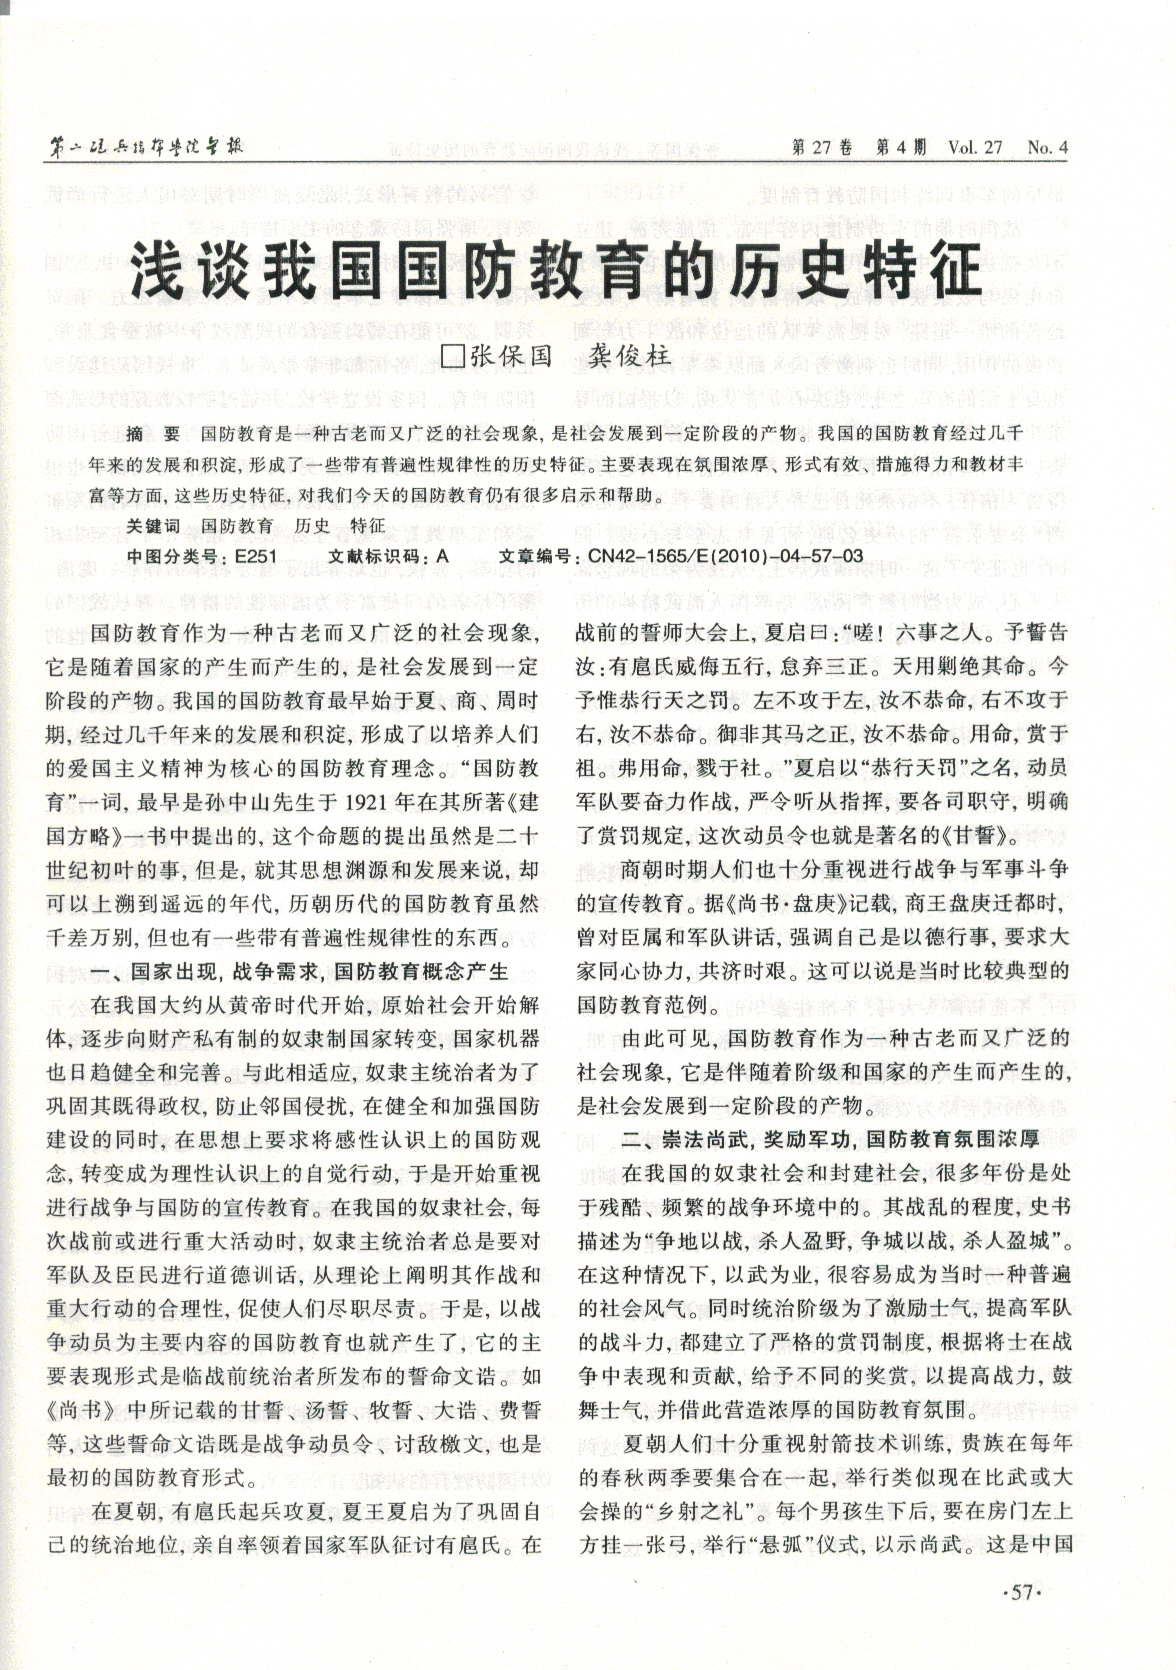 第二炮兵指挥学院学报
第27卷 第4期 Vol. 27 No. 4
浅谈我国国防教育的历史特征
□张保国 龚俊柱
摘 要 国防教育是一种古老而又广泛的社会现象, 是社会发展到一定阶段的产物。我国的国防教育经过几千
年来的发展和积淀, 形成了一些带有普遍性规律性的历史特征。主要表现在氛围浓厚、形式有效、措施得力和教材丰
富等方面, 这些历史特征, 对我们今天的国防教育仍有很多启示和帮助。
关键词 国防教育 历史 特征
中图分类号: E251 文献标识码: A 文章编号: CN42-1565/E(2010)-04-57-03
国防教育作为一种古老而又广泛的社会现象,
它是随着国家的产生而产生的, 是社会发展到一定
阶段的产物。我国的国防教育最早始于夏、商、周时
期, 经过几千年来的发展和积淀, 形成了以培养人们
的爱国主义精神为核心的国防教育理念。“国防教
育”一词, 最早是孙中山先生于1921年在其所著《建
国方略》一书中提出的, 这个命题的提出虽然是二十
世纪初叶的事, 但是, 就其思想渊源和发展来说, 却
可以上溯到遥远的年代, 历朝历代的国防教育虽然
千差万别, 但也有一些带有普遍性规律性的东西。
一、国家出现, 战争需求, 国防教育概念产生
在我国大约从黄帝时代开始, 原始社会开始解
体, 逐步向财产私有制的奴隶制国家转变, 国家机器
也日趋健全和完善。与此相适应, 奴隶主统治者为了
巩固其既得政权, 防止邻国侵扰, 在健全和加强国防
建设的同时, 在思想上要求将感性认识上的国防观
念, 转变成为理性认识上的自觉行动, 于是开始重视
进行战争与国防的宣传教育。在我国的奴隶社会, 每
次战前或进行重大活动时, 奴隶主统治者总是要对
军队及臣民进行道德训话, 从理论上阐明其作战和
重大行动的合理性, 促使人们尽职尽责。于是, 以战
争动员为主要内容的国防教育也就产生了, 它的主
要表现形式是临战前统治者所发布的誓命文诰。如
《尚书》中所记载的甘誓、汤誓、牧誓、大诰、费誓
等, 这些誓命文诰既是战争动员令、讨敌檄文, 也是
最初的国防教育形式。
在夏朝, 有扈氏起兵攻夏, 夏王夏启为了巩固自
己的统治地位, 亲自率领着国家军队征讨有扈氏。在
战前的誓师大会上, 夏启曰:“嗟！六事之人。予誓告
汝: 有扈氏威侮五行, 怠弃三正。天用剿绝其命。今
予惟恭行天之罚。左不攻于左, 汝不恭命, 右不攻于
右, 汝不恭命。御非其马之正, 汝不恭命。用命, 赏于
祖。弗用命, 戮于社。”夏启以“恭行天罚”之名, 动员
军队要奋力作战, 严令听从指挥, 要各司职守, 明确
了赏罚规定, 这次动员令也就是著名的《甘誓》。
商朝时期人们也十分重视进行战争与军事斗争
的宣传教育。据《尚书·盘庚》记载, 商王盘庚迁都时,
曾对臣属和军队讲话, 强调自己是以德行事, 要求大
家同心协力, 共济时艰。这可以说是当时比较典型的
国防教育范例。
由此可见, 国防教育作为一种古老而又广泛的
社会现象, 它是伴随着阶级和国家的产生而产生的,
是社会发展到一定阶段的产物。
二、崇法尚武, 奖励军功, 国防教育氛围浓厚
在我国的奴隶社会和封建社会, 很多年份是处
于残酷、频繁的战争环境中的。其战乱的程度, 史书
描述为“争地以战, 杀人盈野, 争城以战, 杀人盈城”。
在这种情况下, 以武为业, 很容易成为当时一种普遍
的社会风气。同时统治阶级为了激励士气, 提高军队
的战斗力, 都建立了严格的赏罚制度, 根据将士在战
争中表现和贡献, 给予不同的奖赏, 以提高战力, 鼓
舞士气, 并借此营造浓厚的国防教育氛围。
夏朝人们十分重视射箭技术训练, 贵族在每年
的春秋两季要集合在一起, 举行类似现在比武或大
会操的“乡射之礼”。每个男孩生下后, 要在房门左上
方挂一张弓, 举行“悬弧”仪式, 以示尚武。这是中国
·57·